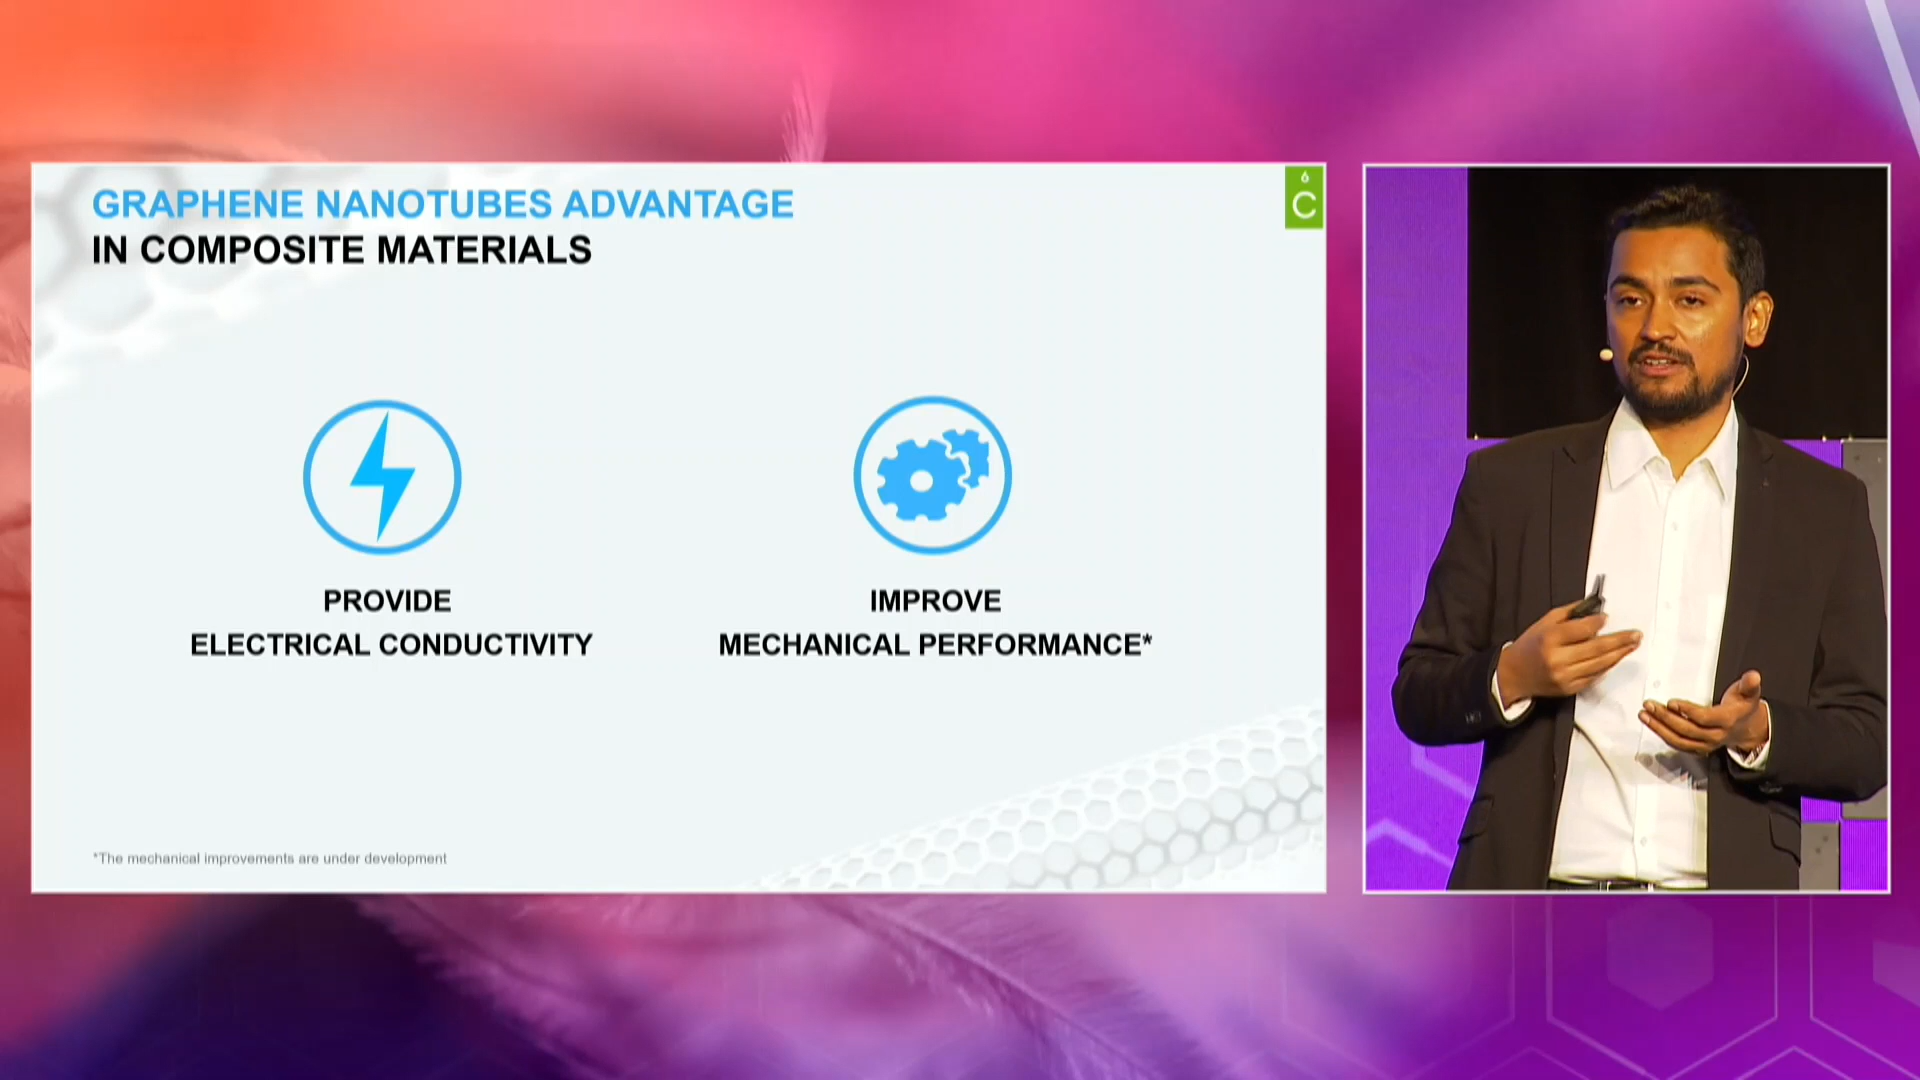 GRAPHENE NANOTUBES ADVANTAGE
IN COMPOSITE MATERIALS
6
C
PROVIDE
ELECTRICAL CONDUCTIVITY
IMPROVE
MECHANICAL PERFORMANCE*
*The mechanical improvements are under development